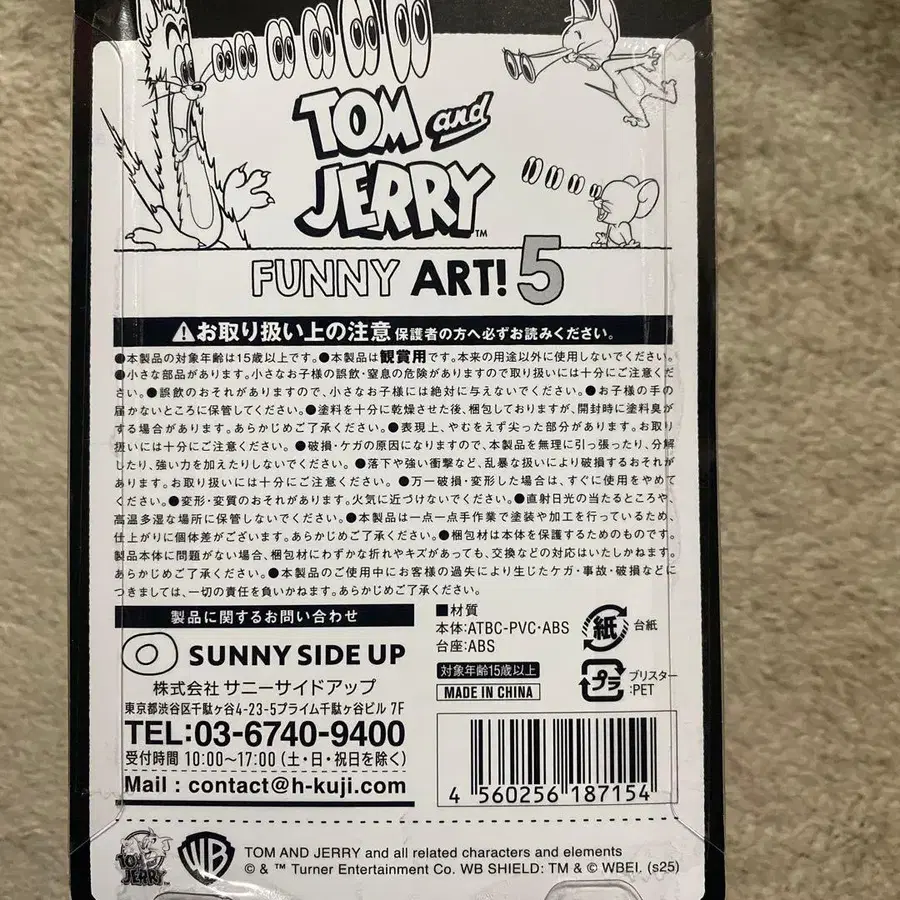 TOM and
JERRY™
FUNNY ART! 5
⚠お取り扱い上の注意 保護者の方へ必ずお読みください。
●本製品の対象年齢は15歳以上です。●本製品は観賞用です。本来の用途以外に使用しないでください。
●小さな部品があります。小さなお子様の誤飲・窒息の危険がありますので取り扱いには十分にご注意くだ
さい。●誤飲のおそれがありますので、小さなお子様には絶対に与えないでください。●お子様の手の
届かないところに保管してください。●塗料を十分に乾燥させた後、梱包しておりますが、開封時に塗料臭が
する場合があります。あらかじめご了承ください。●表現上、やむをえず尖った部分があります。お取り
扱いには十分にご注意ください。●破損・ケガの原因になりますので、本製品を無理に引っ張ったり、分解
したり、強い力を加えたりしないでください。●落下や強い衝撃など、乱暴な扱いにより破損するおそれが
あります。お取り扱いには十分にご注意ください。●万一破損・変形した場合は、すぐに使用をやめて
ください。●変形・変質のおそれがあります。火気に近づけないでください。●直射日光の当たるところや、
高温多湿な場所に保管しないでください。●本製品は一点一点手作業で塗装や加工を行っているため、
仕上がりに個体差がございます。あらかじめご了承ください。●梱包材は本体を保護するためのものです。
製品本体に問題がない場合、梱包材にわずかな折れやキズがあっても、交換などの対応はいたしかねます。
あらかじめご了承ください。●本製品のご使用中にお客様の過失により生じたケガ・事故・破損などに
つきましては、一切の責任を負いかねます。あらかじめご了承ください。
製品に関するお問い合わせ
SUNNY SIDE UP
株式会社 サニーサイドアップ
東京都渋谷区千駄ヶ谷4-23-5プライム千駄ヶ谷ビル 7F
TEL:03-6740-9400
受付時間 10:00〜17:00 (土・日・祝日を除く)
Mail : contact@h-kuji.com
■材質
本体:ATBC-PVC・ABS
台座:ABS
対象年齢15歳以上
MADE IN CHINA
紙 台紙
プラ ブリスター
:PET
4 560256 187154
TOM and
JERRY™
WB
TOM AND JERRY and all related characters and elements
© & ™ Turner Entertainment Co. WB SHIELD: TM & © WBEI. (s25)